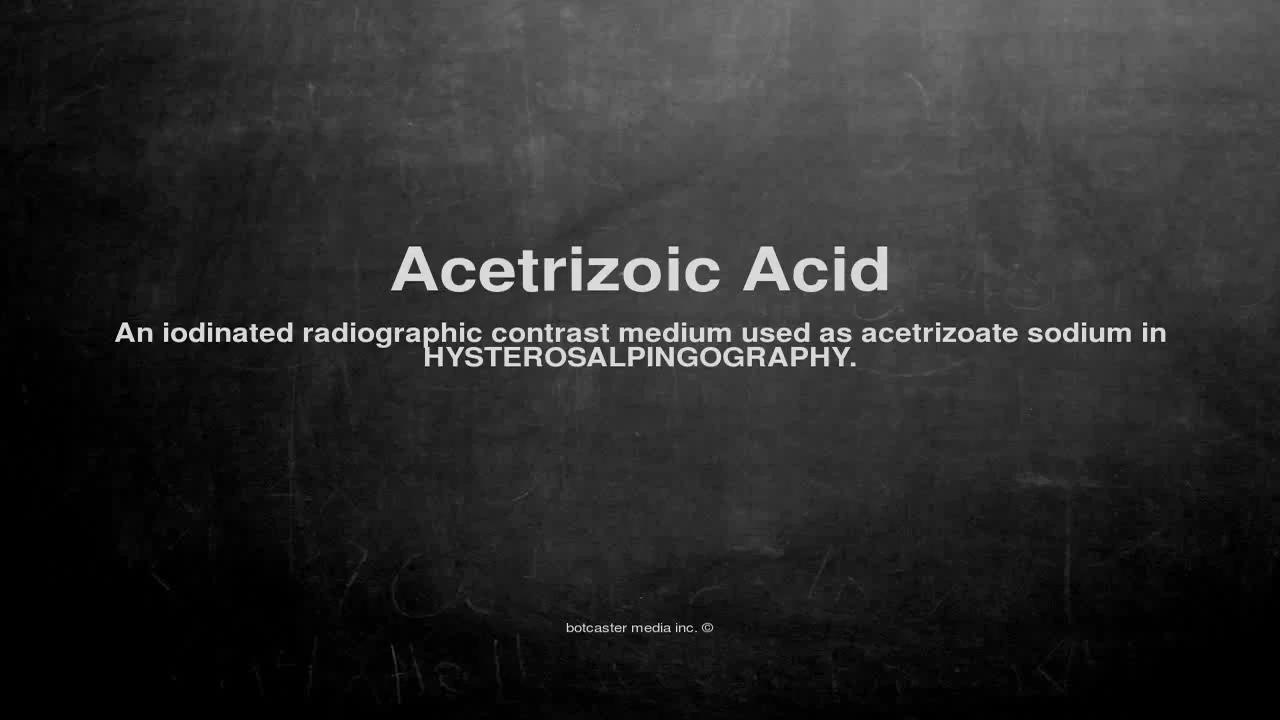 Acetrizoic Acid
An iodinated radiographic contrast medium used as acetrizoate sodium in
HYSTEROSALPINGOGRAPHY.
botcaster media inc. ©